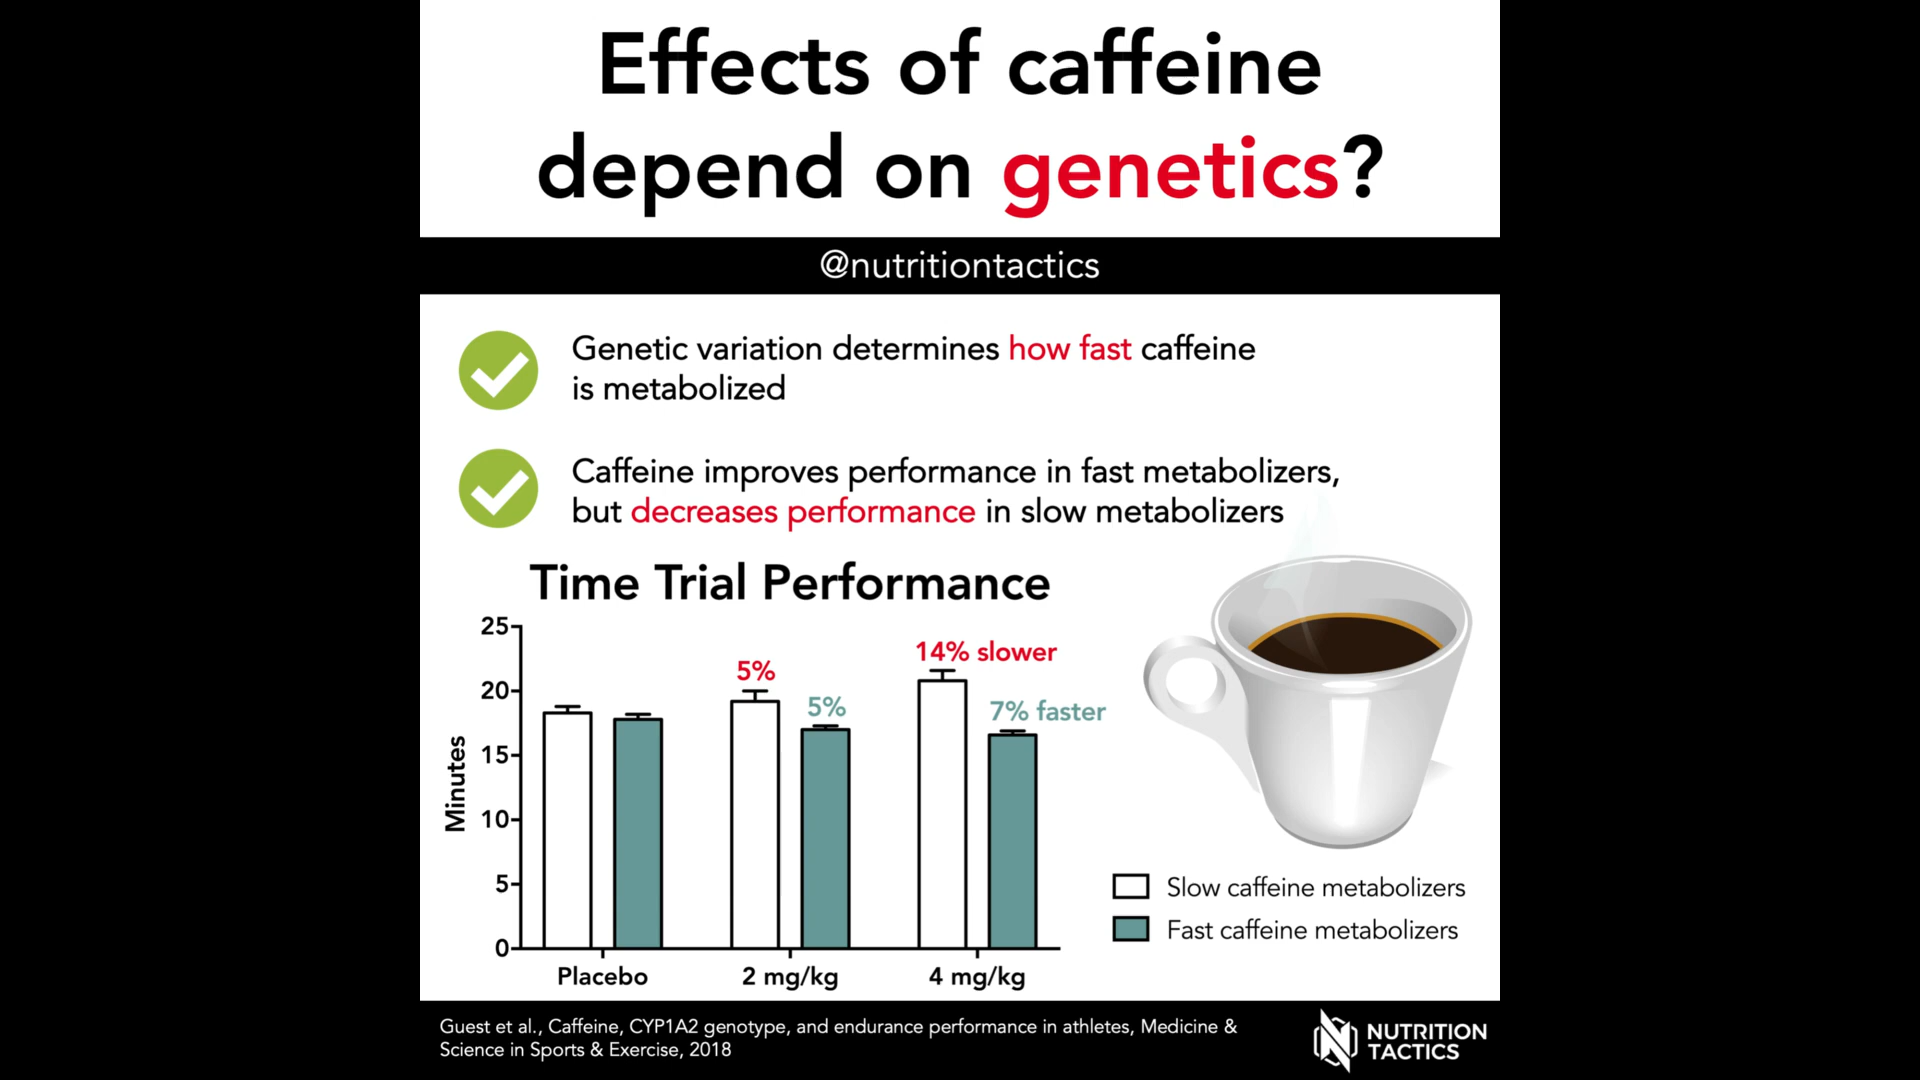 Effects of caffeine
depend on genetics?
@nutritiontactics
Genetic variation determines how fast caffeine
is metabolized
Caffeine improves performance in fast metabolizers,
but decreases performance in slow metabolizers
Time Trial Performance
25
20
15
10
5
0
Minutes
5%
5%
14% slower
7% faster
Placebo
2 mg/kg
4 mg/kg
Slow caffeine metabolizers
Fast caffeine metabolizers
Guest et al., Caffeine, CYP1A2 genotype, and endurance performance in athletes, Medicine &
Science in Sports & Exercise, 2018
NUTRITION
TACTICS